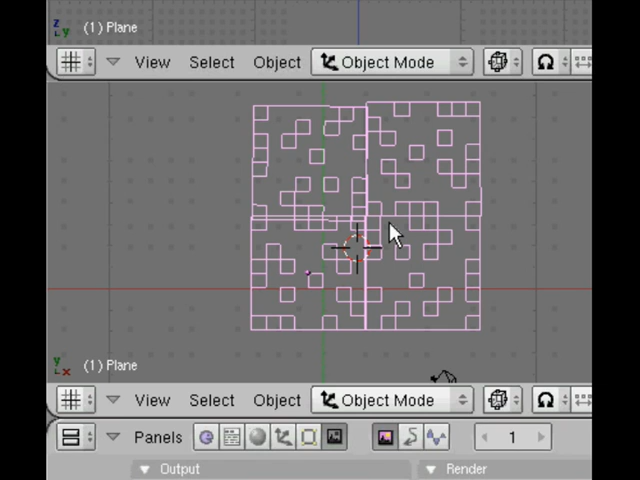 z
y (1) Plane
View Select Object Object Mode
(1) Plane
y
x
View Select Object Object Mode
Panels 1
Output Render